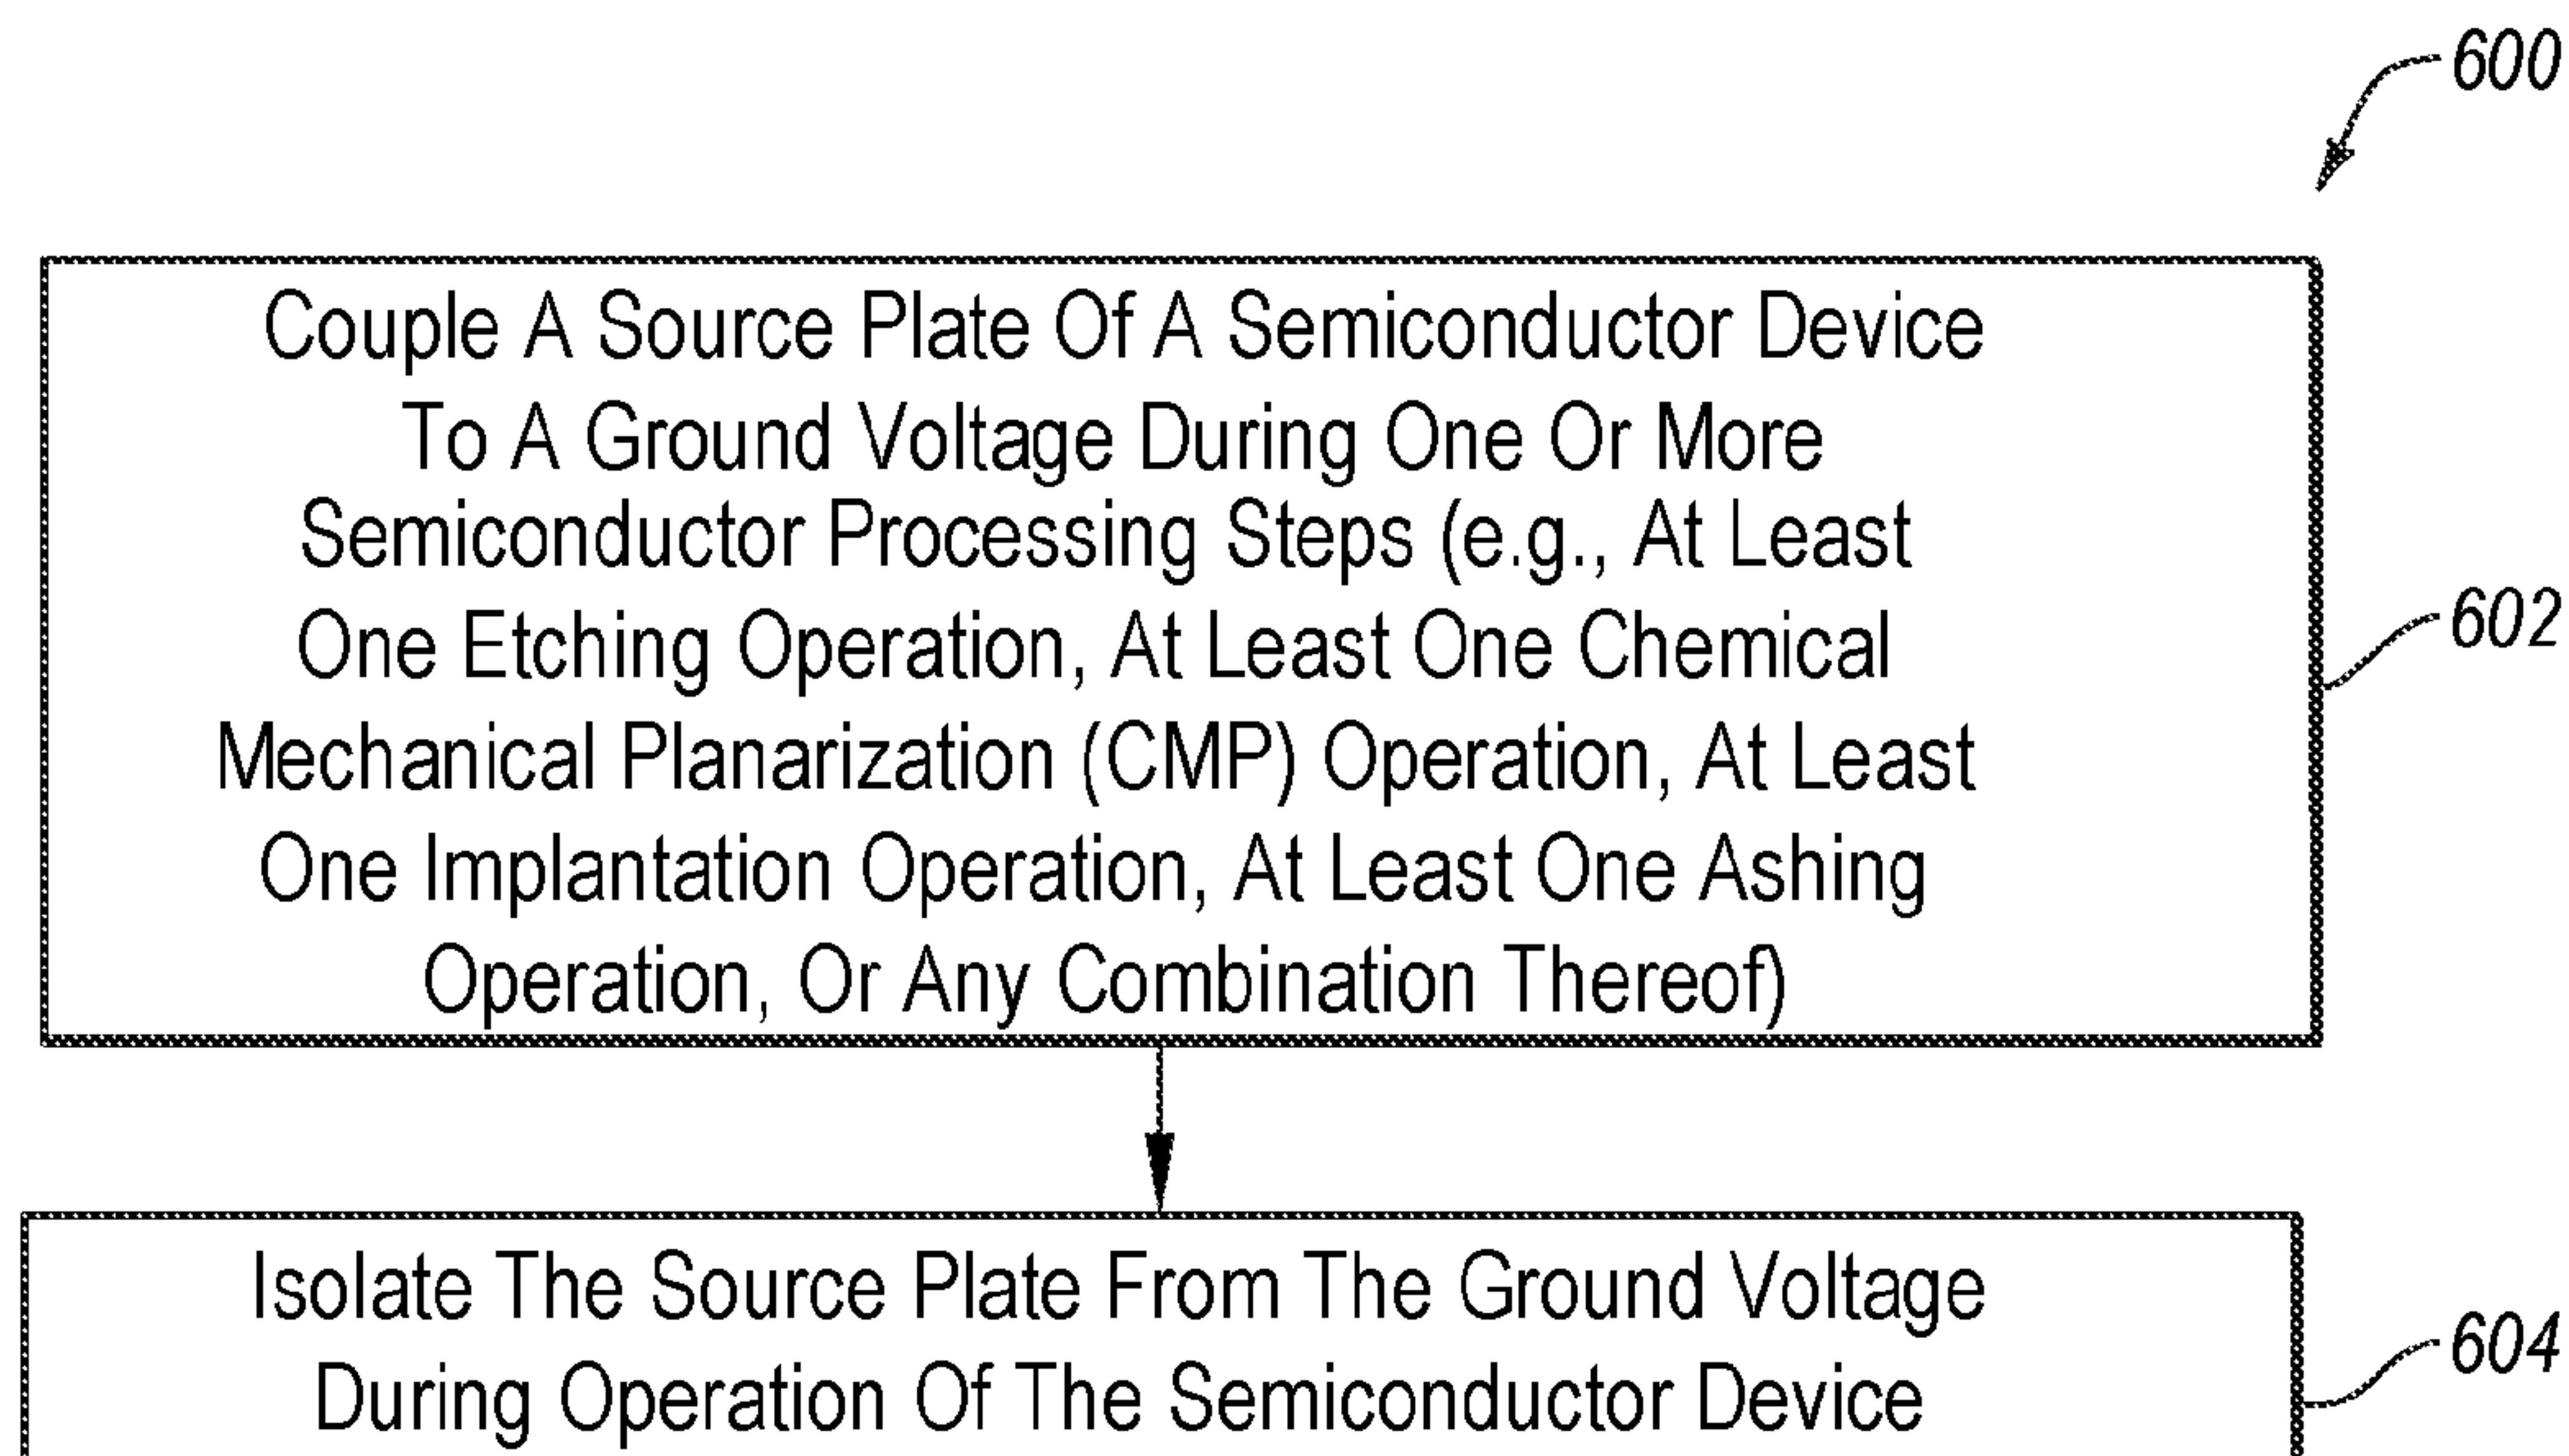 600
Couple A Source Plate Of A Semiconductor Device
To A Ground Voltage During One Or More
Semiconductor Processing Steps (e.g., At Least
One Etching Operation, At Least One Chemical
Mechanical Planarization (CMP) Operation, At Least
One Implantation Operation, At Least One Ashing
Operation, Or Any Combination Thereof)
602
Isolate The Source Plate From The Ground Voltage
During Operation Of The Semiconductor Device
604